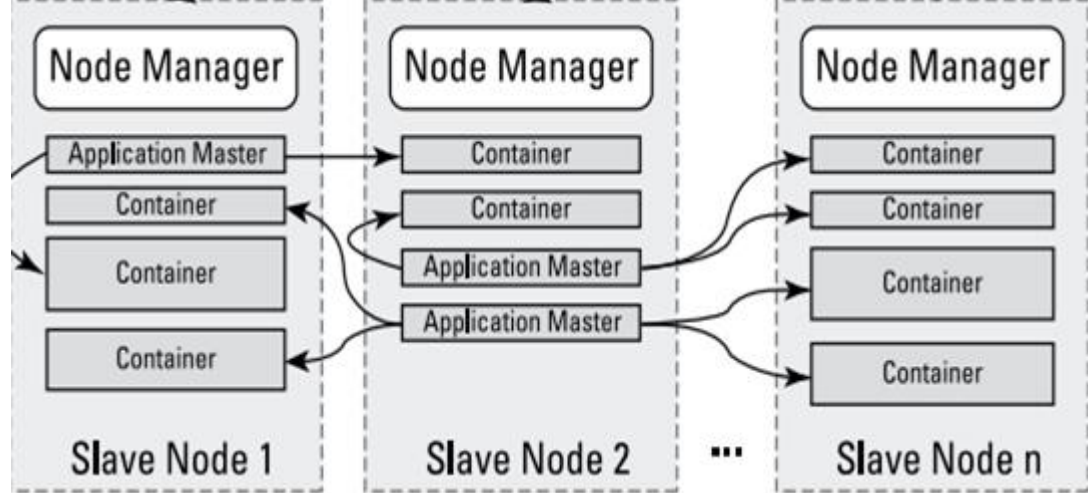 Node Manager
Application Master
Container
Container
Container
Slave Node 1
Node Manager
Container
Container
Application Master
Application Master
Slave Node 2
...
Node Manager
Container
Container
Container
Container
Slave Node n